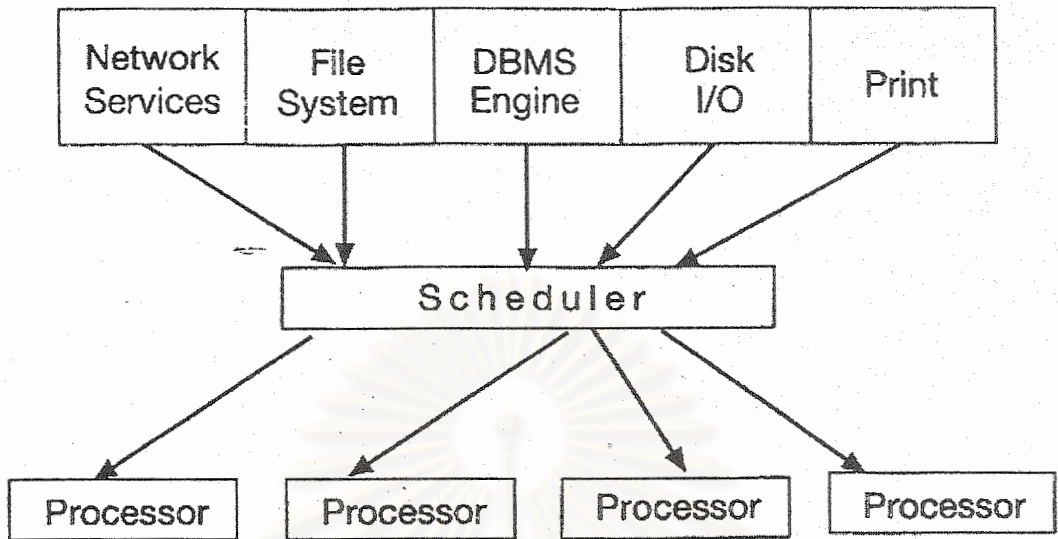 Network
Services
File
System
DBMS
Engine
Disk
I/O
Print
Scheduler
Processor
Processor
Processor
Processor